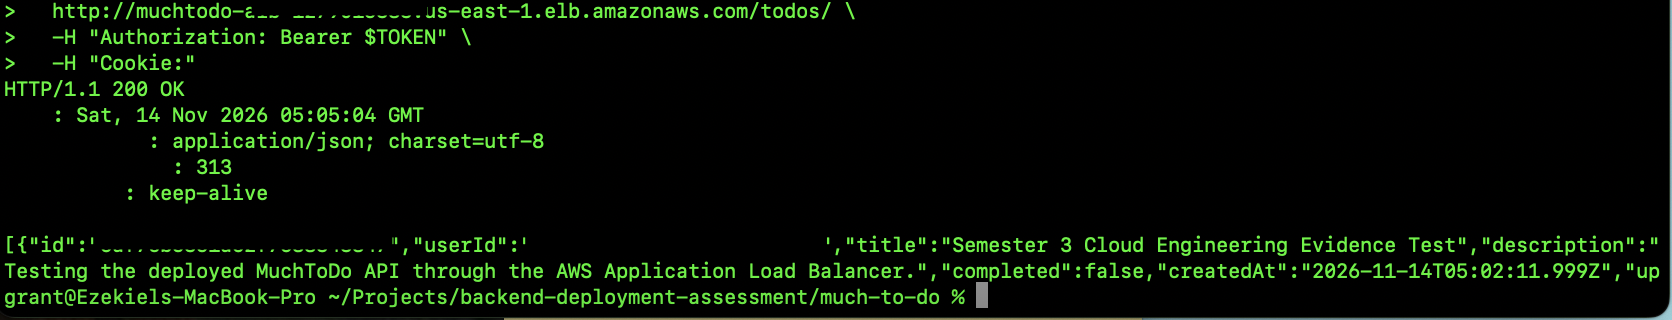 > http://muchtodo- us-east-1.elb.amazonaws.com/todos/ \
> -H "Authorization: Bearer $TOKEN" \
> -H "Cookie:"
HTTP/1.1 200 OK
: Sat, 14 Nov 2026 05:05:04 GMT
: application/json; charset=utf-8
: 313
: keep-alive
[{"id":" ","userId":" ","title":"Semester 3 Cloud Engineering Evidence Test","description":"
Testing the deployed MuchToDo API through the AWS Application Load Balancer.","completed":false,"createdAt":"2026-11-14T05:02:11.999Z","up
grant@Ezekiels-MacBook-Pro ~/Projects/backend-deployment-assessment/much-to-do %